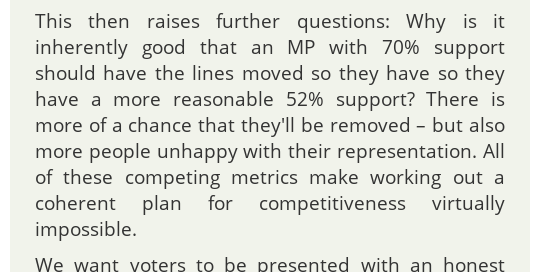 This then raises further questions: Why is it
inherently good that an MP with 70% support
should have the lines moved so they have so they
have a more reasonable 52% support? There is
more of a chance that they'll be removed – but also
more people unhappy with their representation. All
of these competing metrics make working out a
coherent plan for competitiveness virtually
impossible.
We want voters to be presented with an honest